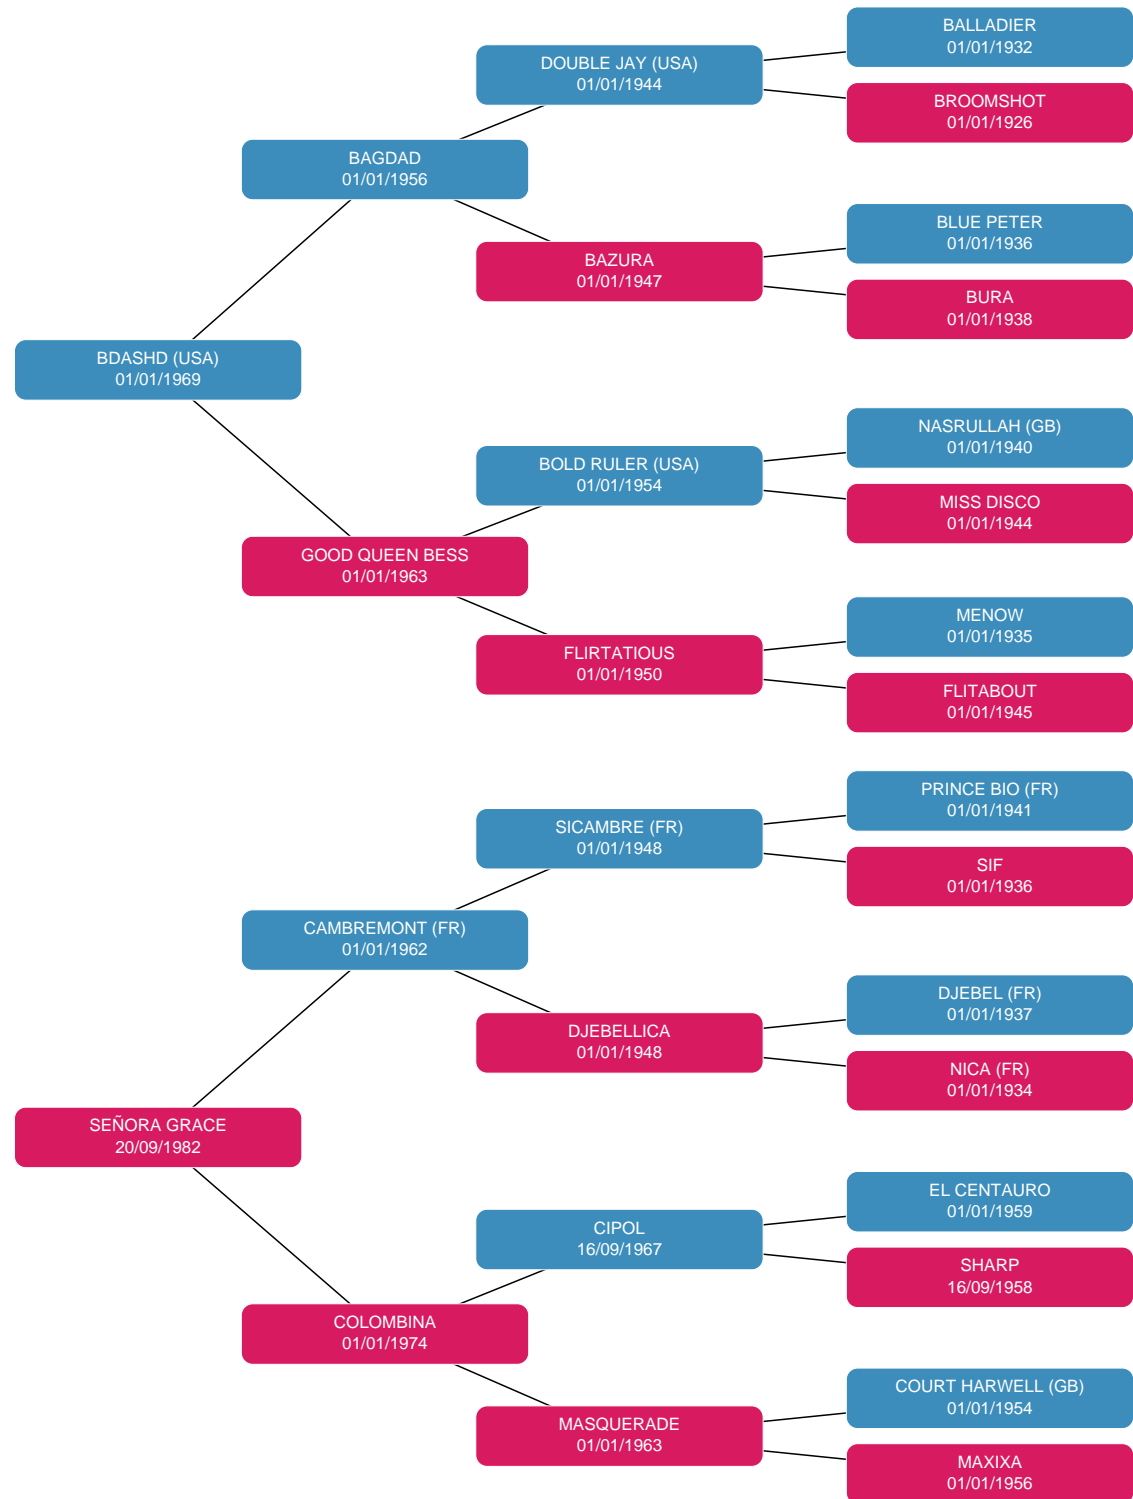 BALLADIER
01/01/1932
DOUBLE JAY (USA)
01/01/1944
BROOMSHOT
01/01/1926
BAGDAD
01/01/1956
BLUE PETER
01/01/1936
BAZURA
01/01/1947
BURA
01/01/1938
BDASHD (USA)
01/01/1969
NASRULLAH (GB)
01/01/1940
BOLD RULER (USA)
01/01/1954
MISS DISCO
01/01/1944
GOOD QUEEN BESS
01/01/1963
MENOW
01/01/1935
FLIRTATIOUS
01/01/1950
FLITABOUT
01/01/1945
PRINCE BIO (FR)
01/01/1941
SICAMBRE (FR)
01/01/1948
SIF
01/01/1936
CAMBREMONT (FR)
01/01/1962
DJEBEL (FR)
01/01/1937
DJEBELLICA
01/01/1948
NICA (FR)
01/01/1934
SEÑORA GRACE
20/09/1982
EL CENTAURO
01/01/1959
CIPOL
16/09/1967
SHARP
16/09/1958
COLOMBINA
01/01/1974
COURT HARWELL (GB)
01/01/1954
MASQUERADE
01/01/1963
MAXIXA
01/01/1956